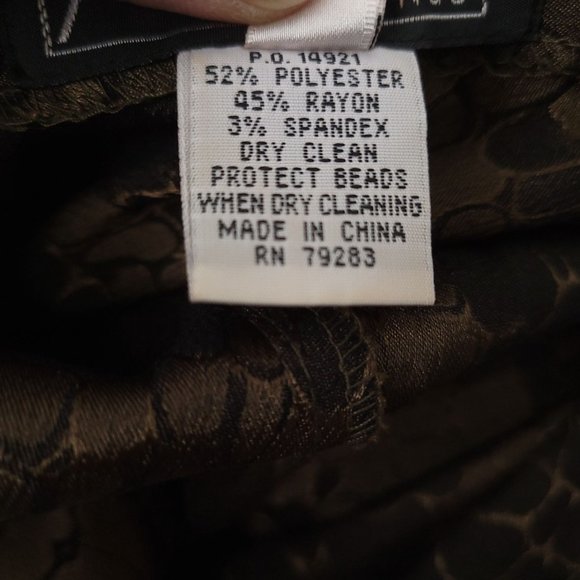 P.O. 14921
52% POLYESTER
45% RAYON
3% SPANDEX
DRY CLEAN
PROTECT BEADS
WHEN DRY CLEANING
MADE IN CHINA
RN 79283